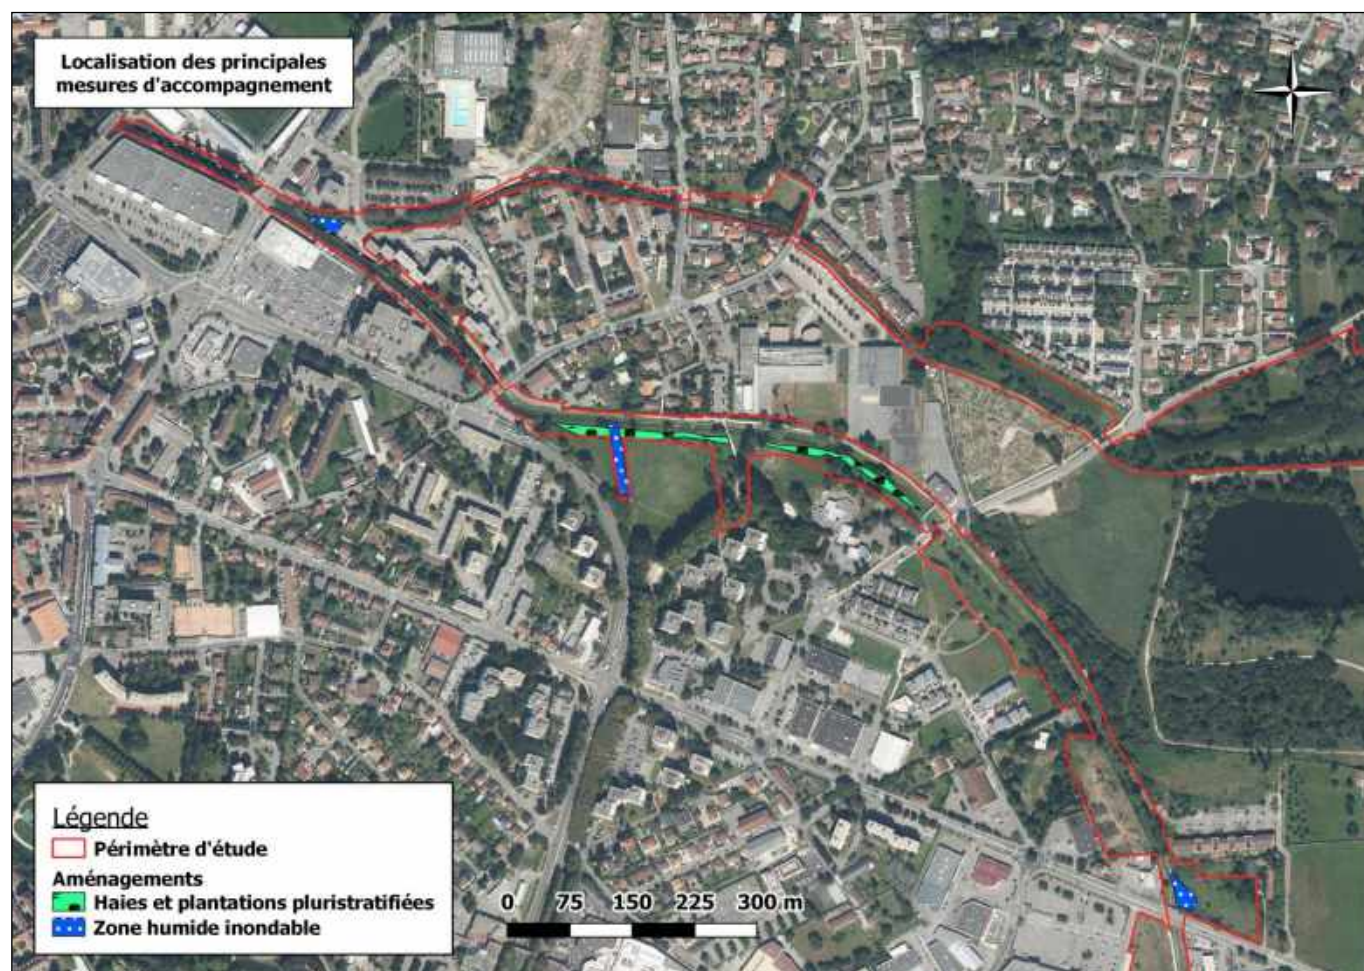 Localisation des principales
mesures d'accompagnement
Légende
Périmètre d'étude
Aménagements
Haies et plantations pluristratifiées
Zone humide inondable
0 75 150 225 300 m